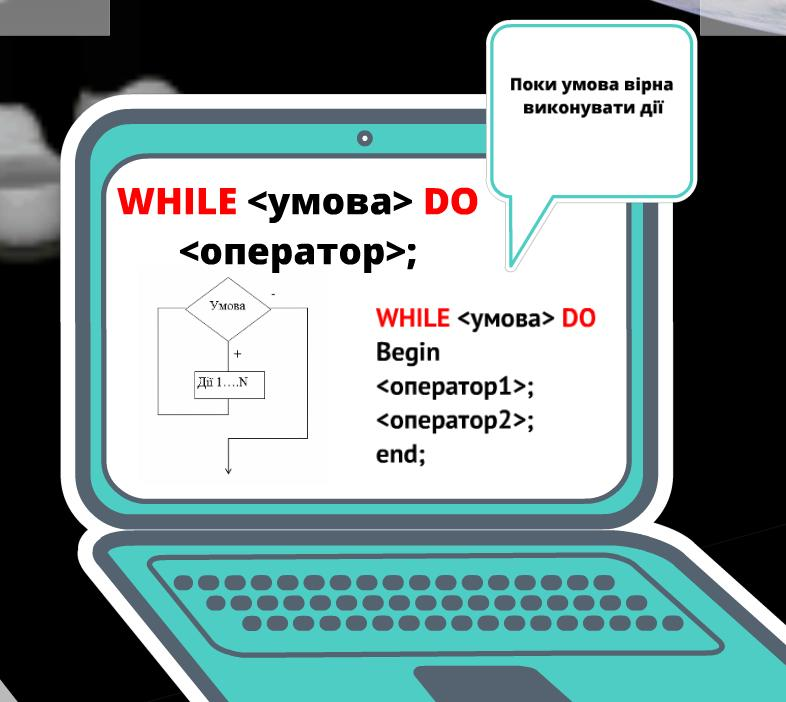 Поки умова вірна
виконувати дії
WHILE <умова> DO
<оператор>;
Умова
-
+
Дії 1....N
WHILE <умова> DO
Begin
<оператор1>;
<оператор2>;
end;